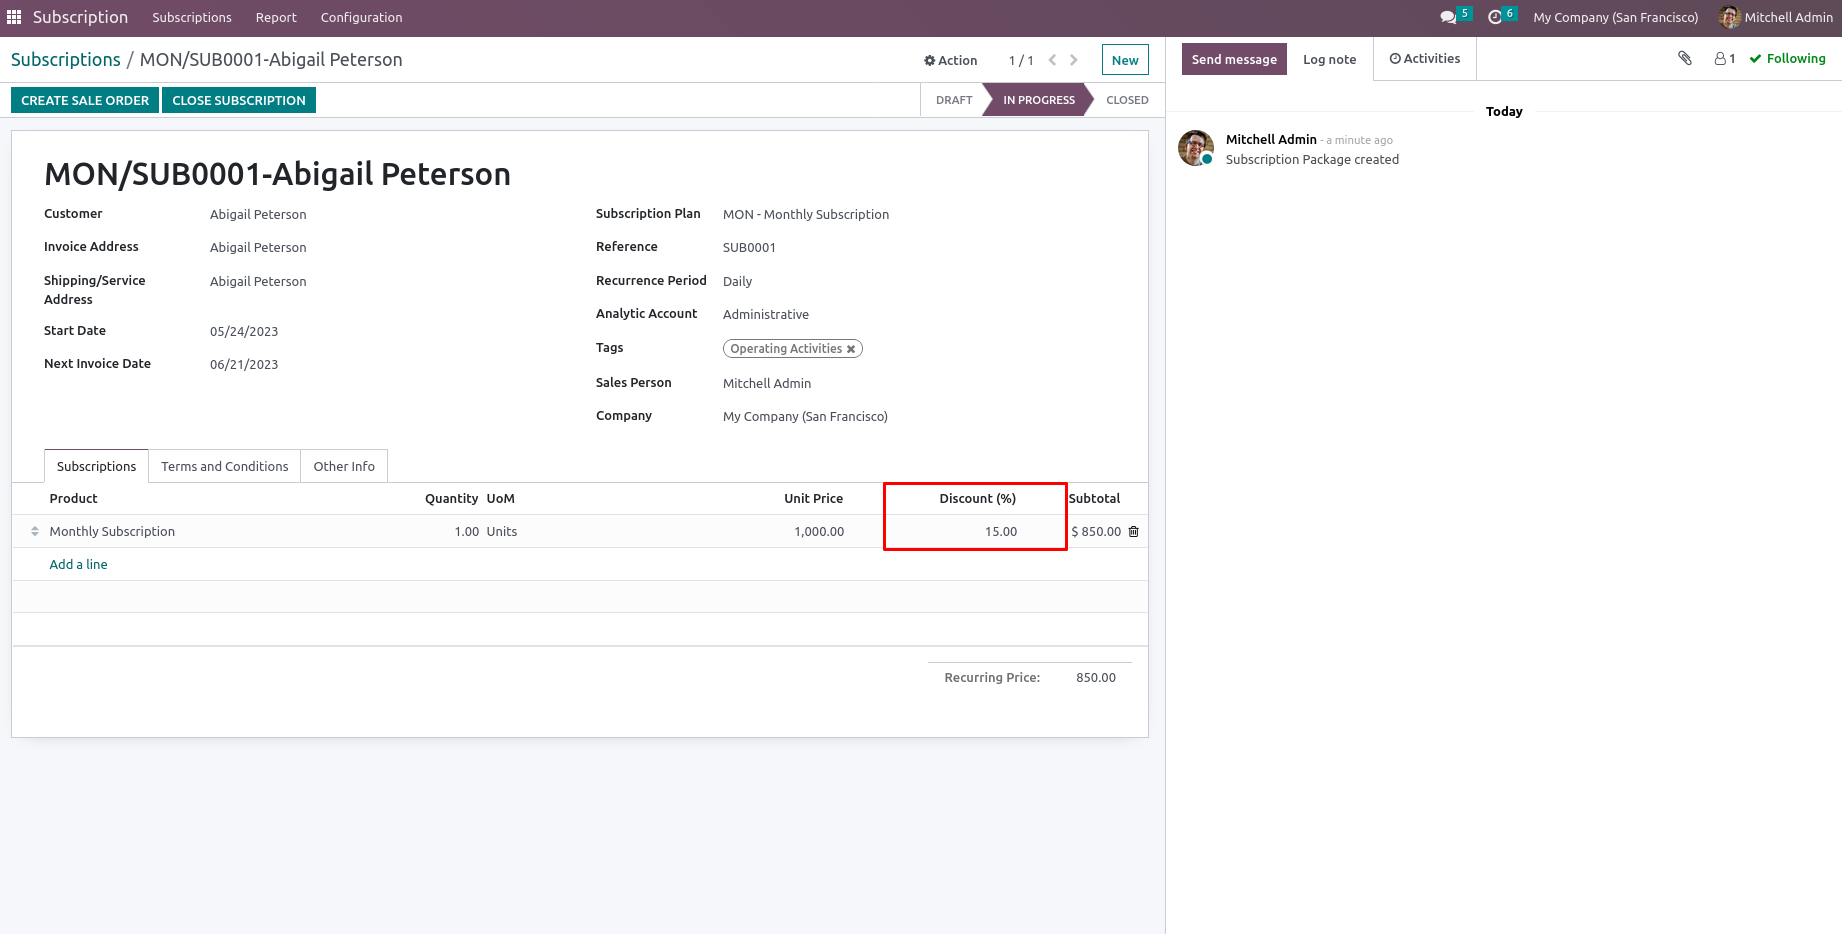 Subscription Subscriptions Report Configuration 5 6 My Company (San Francisco) Mitchell Admin
Subscriptions / MON/SUB0001-Abigail Peterson Action 1 / 1 New
CREATE SALE ORDER CLOSE SUBSCRIPTION DRAFT IN PROGRESS CLOSED
MON/SUB0001-Abigail Peterson
Customer Abigail Peterson
Invoice Address Abigail Peterson
Shipping/Service
Address Abigail Peterson
Start Date 05/24/2023
Next Invoice Date 06/21/2023
Subscription Plan MON - Monthly Subscription
Reference SUB0001
Recurrence Period Daily
Analytic Account Administrative
Tags Operating Activities
Sales Person Mitchell Admin
Company My Company (San Francisco)
Subscriptions Terms and Conditions Other Info
Product Quantity UoM Unit Price Discount (%) Subtotal
Monthly Subscription 1.00 Units 1,000.00 15.00 $ 850.00
Add a line
Recurring Price: 850.00
Send message Log note Activities 1 Following
Today
Mitchell Admin - a minute ago
Subscription Package created